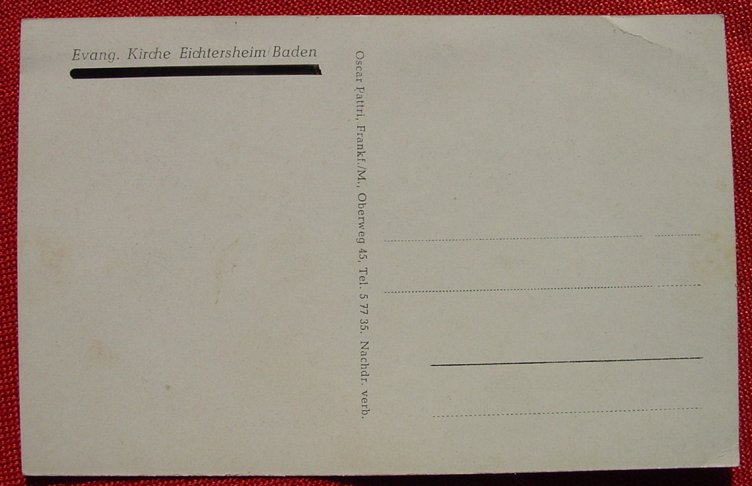 Evang. Kirche Eichtersheim/Baden
Oscar Pattri, Frankf./M., Oberweg 45, Tel. 5 77 35. Nachdr. verb.